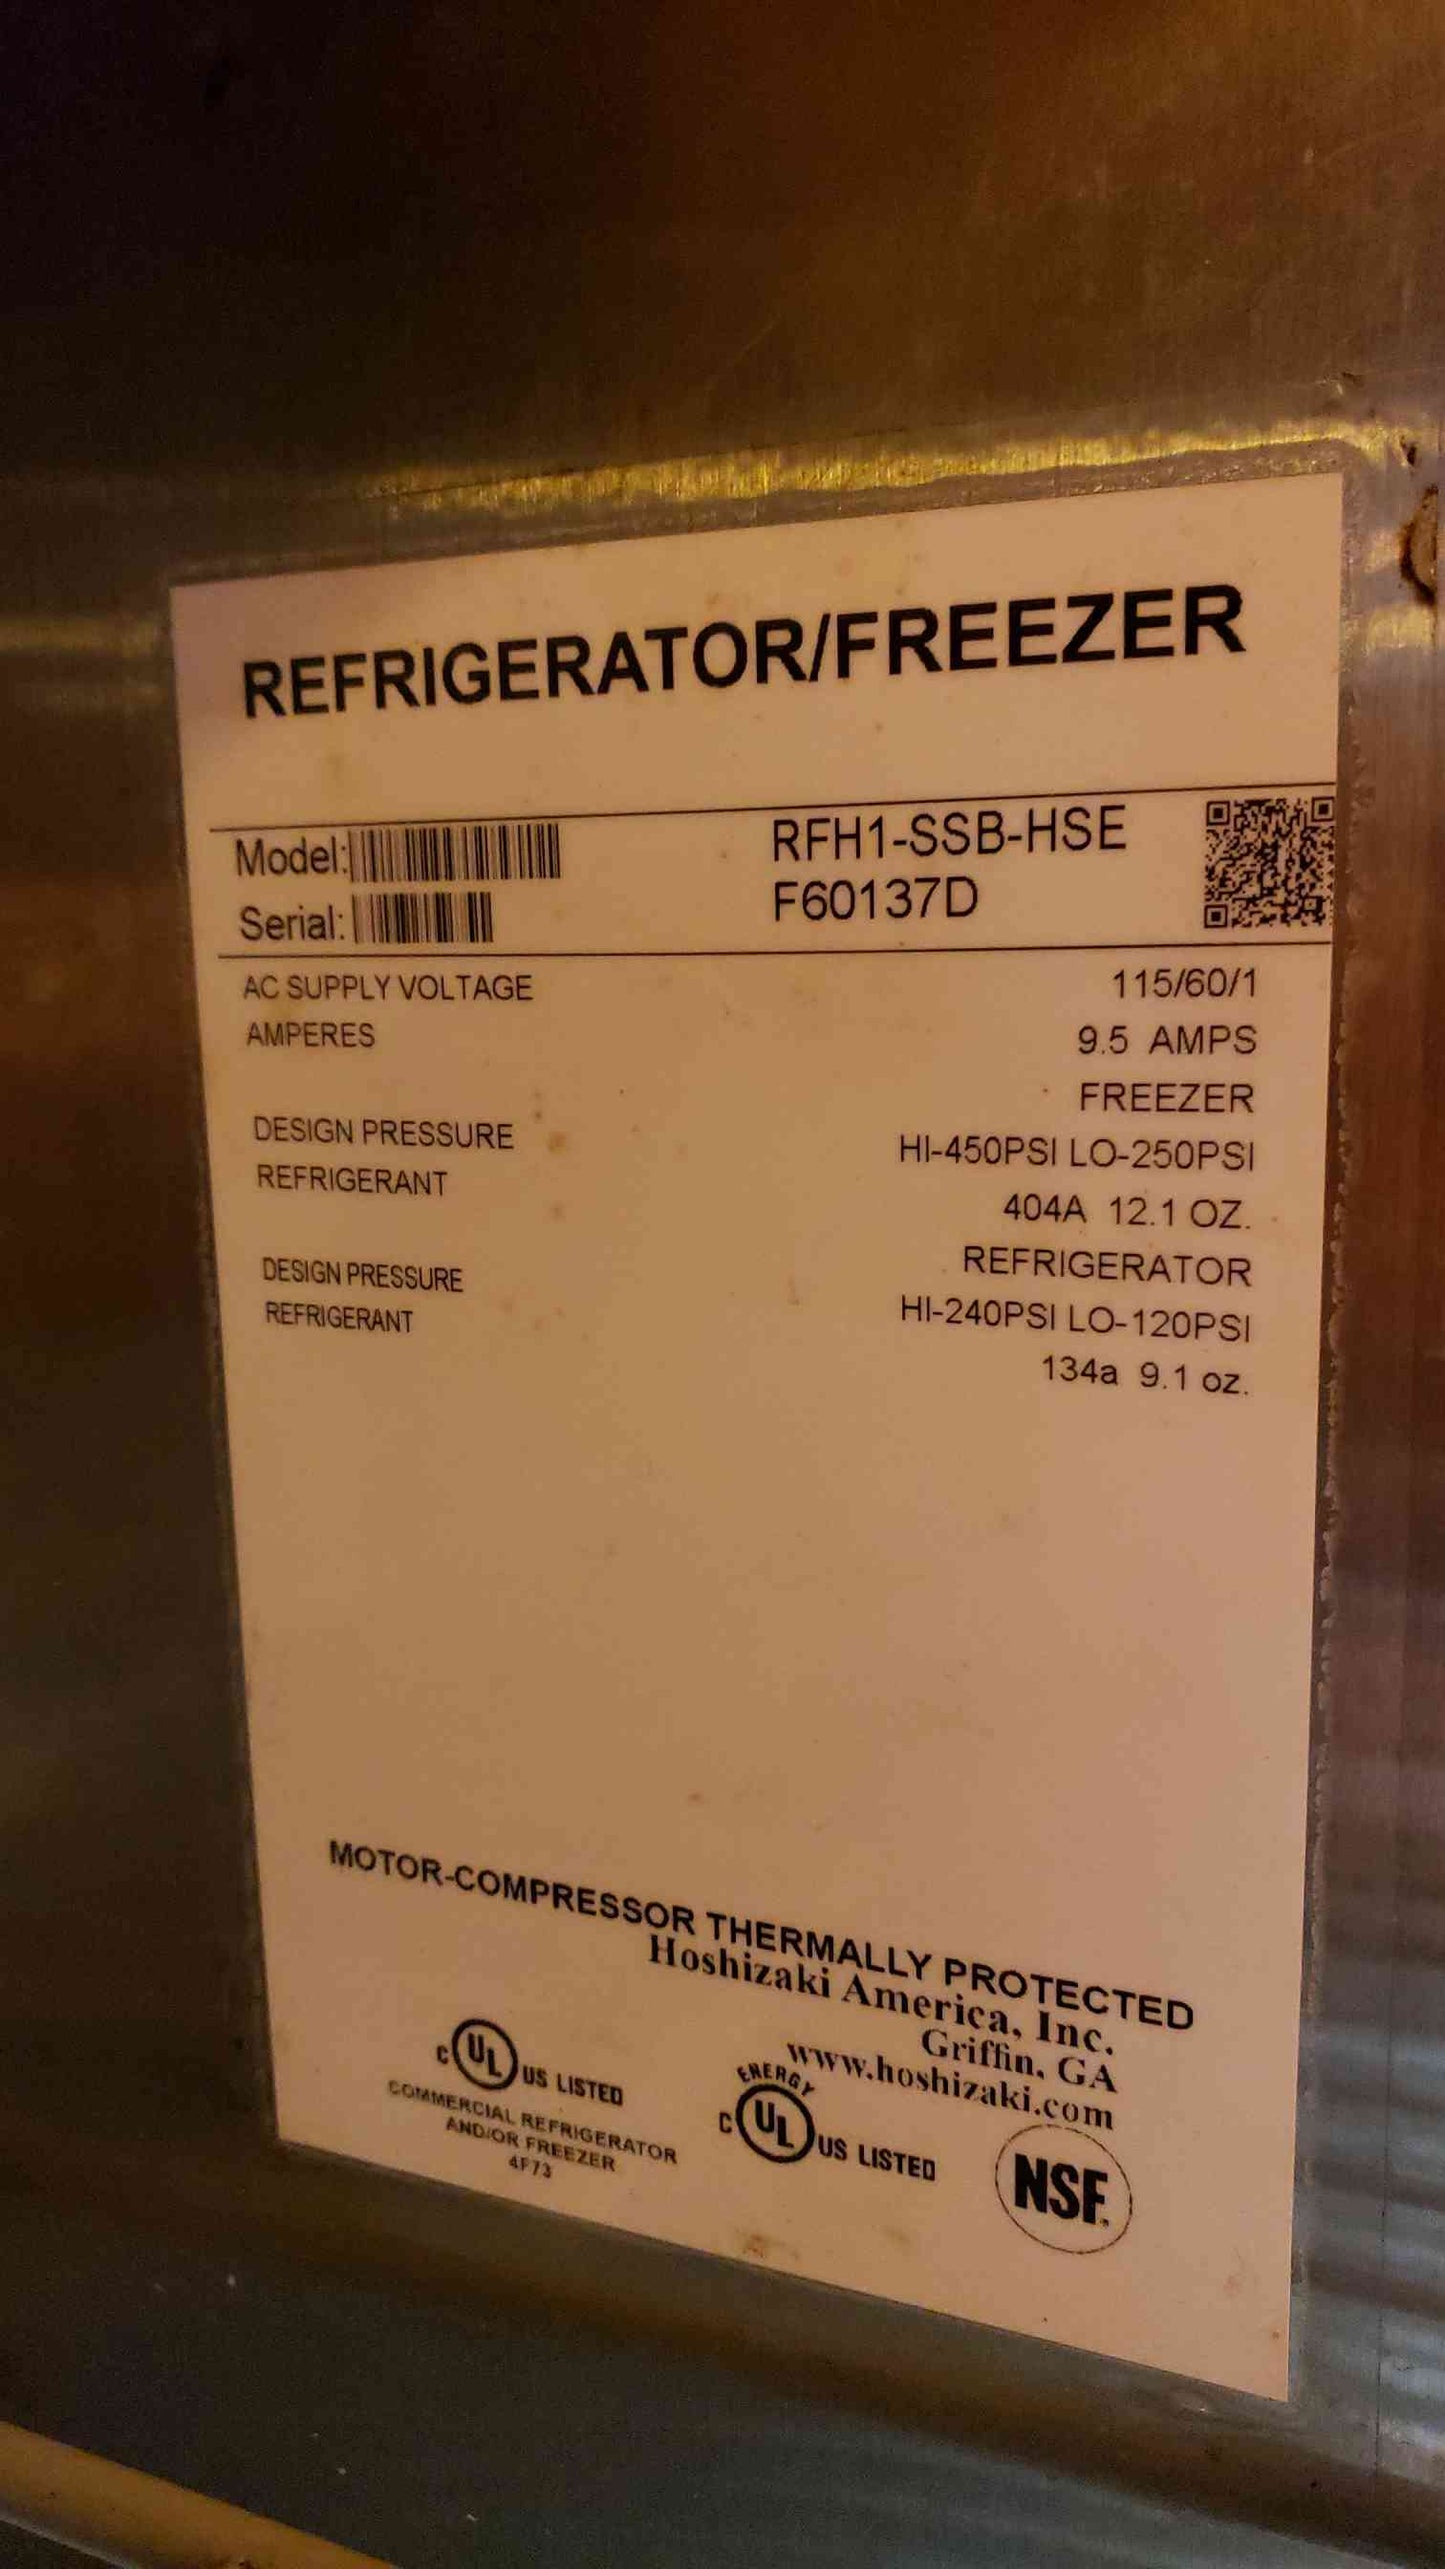 REFRIGERATOR/FREEZER
Model: RFH1-SSB-HSE
Serial: F60137D
AC SUPPLY VOLTAGE 115/60/1
AMPERES 9.5 AMPS
FREEZER
DESIGN PRESSURE HI-450PSI LO-250PSI
REFRIGERANT 404A 12.1 OZ.
REFRIGERATOR
DESIGN PRESSURE HI-240PSI LO-120PSI
REFRIGERANT 134a 9.1 oz.
MOTOR-COMPRESSOR THERMALLY PROTECTED
Hoshizaki America, Inc.
Griffin, GA
www.hoshizaki.com
C UL US LISTED
COMMERCIAL REFRIGERATOR
AND/OR FREEZER
4F73
ENERGY
C UL US LISTED
NSF.